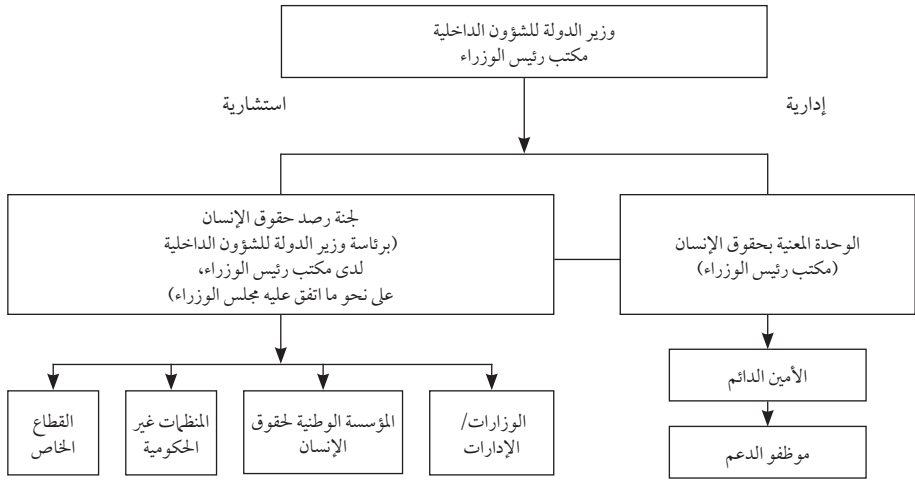 وزير الدولة للشؤون الداخلية
مكتب رئيس الوزراء
إدارية
استشارية
الوحدة المعنية بحقوق الإنسان
(مكتب رئيس الوزراء)
لجنة رصد حقوق الإنسان
(برئاسة وزير الدولة للشؤون الداخلية
لدى مكتب رئيس الوزراء،
على نحو ما اتفق عليه مجلس الوزراء)
الأمين الدائم
موظفو الدعم
الوزارات/
الإدارات
المؤسسة الوطنية لحقوق
الإنسان
المنظمات غير
الحكومية
القطاع
الخاص